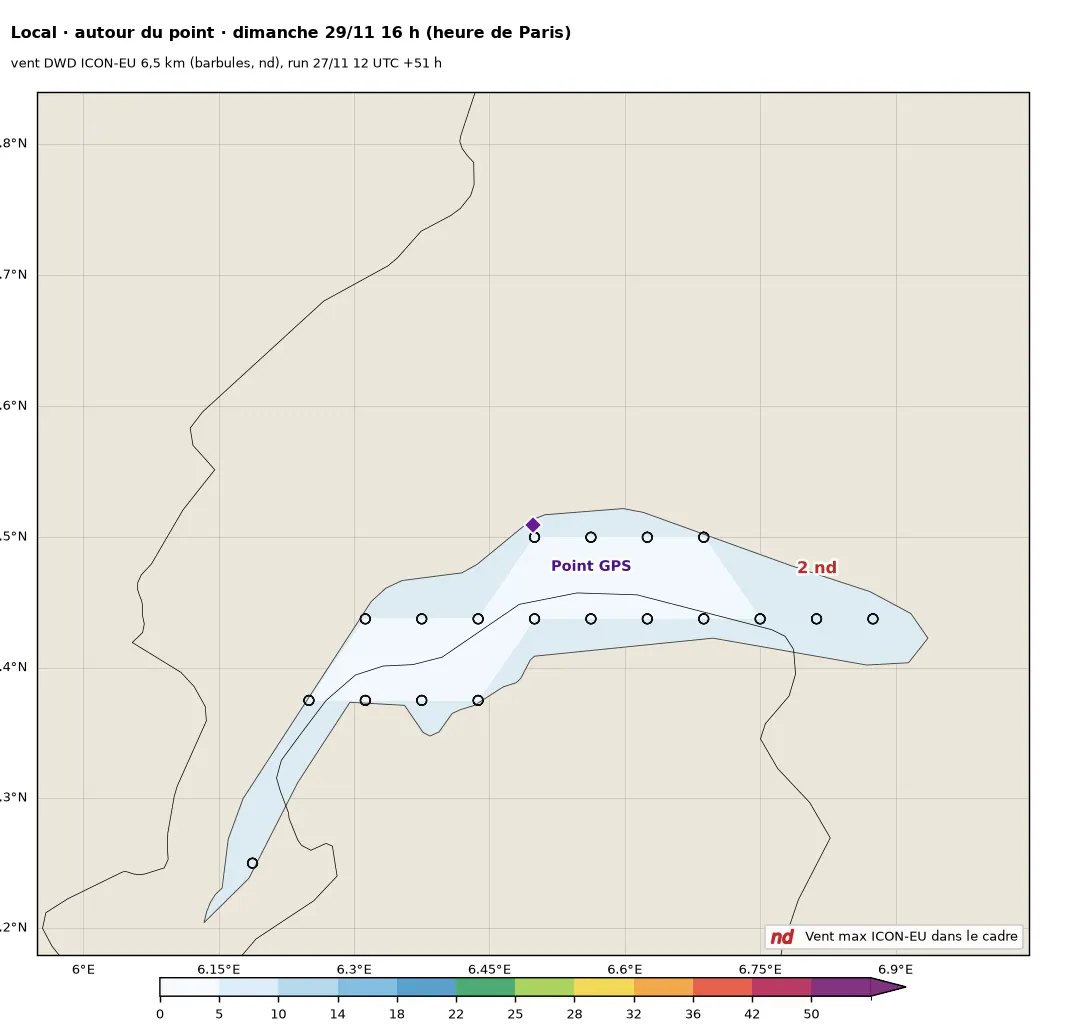 Local · autour du point · dimanche 29/11 16 h (heure de Paris)
vent DWD ICON-EU 6,5 km (barbules, nd), run 27/11 12 UTC +51 h
.8°N
.7°N
.6°N
.5°N
Point GPS
2 nd
.4°N
.3°N
.2°N
nd Vent max ICON-EU dans le cadre
6°E 6.15°E 6.3°E 6.45°E 6.6°E 6.75°E 6.9°E
0 5 10 14 18 22 25 28 32 36 42 50